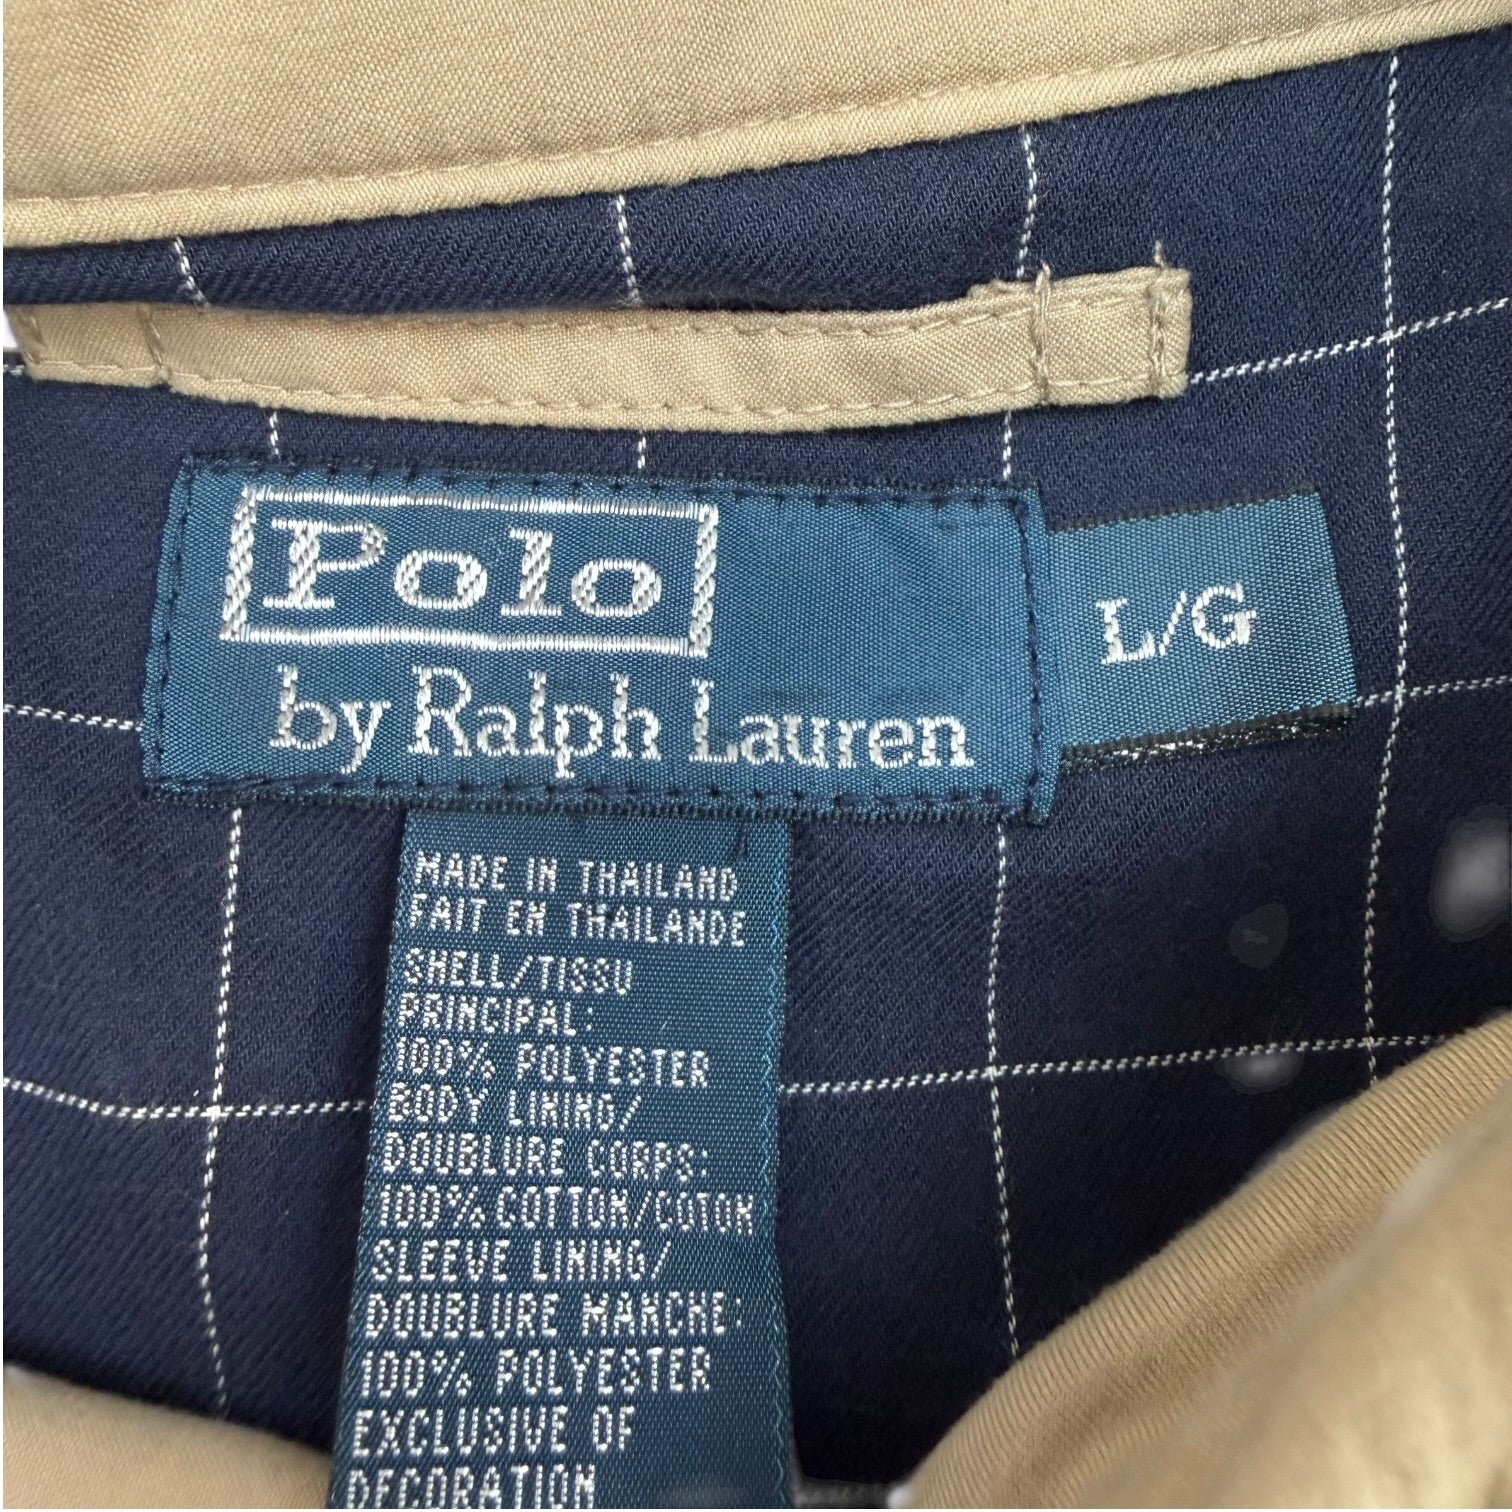 Polo
by Ralph Lauren
L/G
MADE IN THAILAND
FAIT EN THAILANDE
SHELL/TISSU
PRINCIPAL:
100% POLYESTER
BODY LINING/
DOUBLURE CORPS:
100% COTTON/COTON
SLEEVE LINING/
DOUBLURE MANCHE:
100% POLYESTER
EXCLUSIVE OF
DECORATION